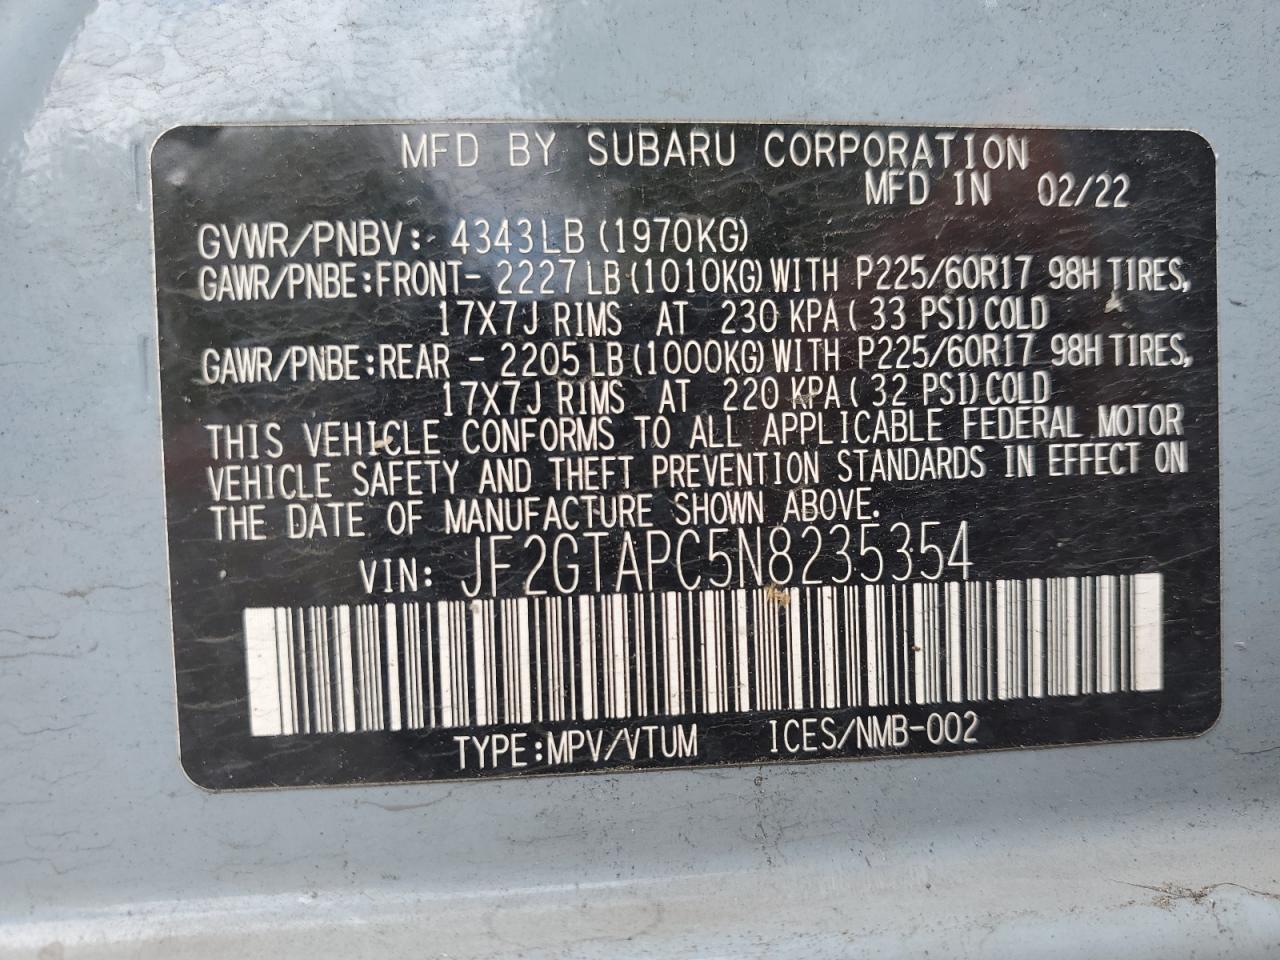 MFD BY SUBARU CORPORATION
MFD IN 02/22
GVWR/PNBV: 4343LB(1970KG)
GAWR/PNBE:FRONT- 2227LB(1010KG)WITH P225/60R17 98H TIRES,
17X7J RIMS AT 230 KPA( 33 PSI)COLD
GAWR/PNBE:REAR - 2205LB(1000KG)WITH P225/60R17 98H TIRES,
17X7J RIMS AT 220 KPA( 32 PSI)COLD
THIS VEHICLE CONFORMS TO ALL APPLICABLE FEDERAL MOTOR
VEHICLE SAFETY AND THEFT PREVENTION STANDARDS IN EFFECT ON
THE DATE OF MANUFACTURE SHOWN ABOVE.
VIN: JF2GTAPC5N8235354
TYPE:MPV/VTUM ICES/NMB-002